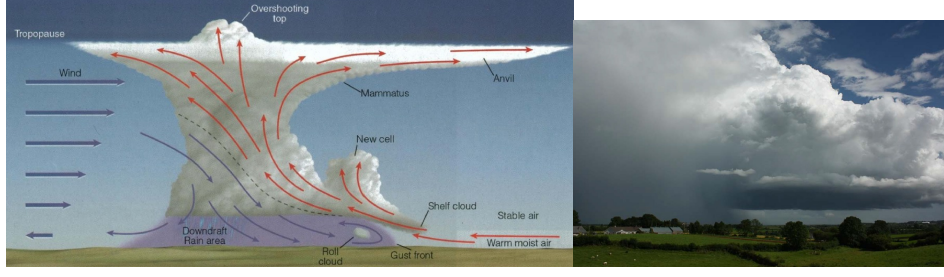 Overshooting
top
Tropopause
Wind
Anvil
Mammatus
New cell
Shelf cloud
Stable air
Downdraft
Rain area
Warm moist air
Roll
cloud
Gust front